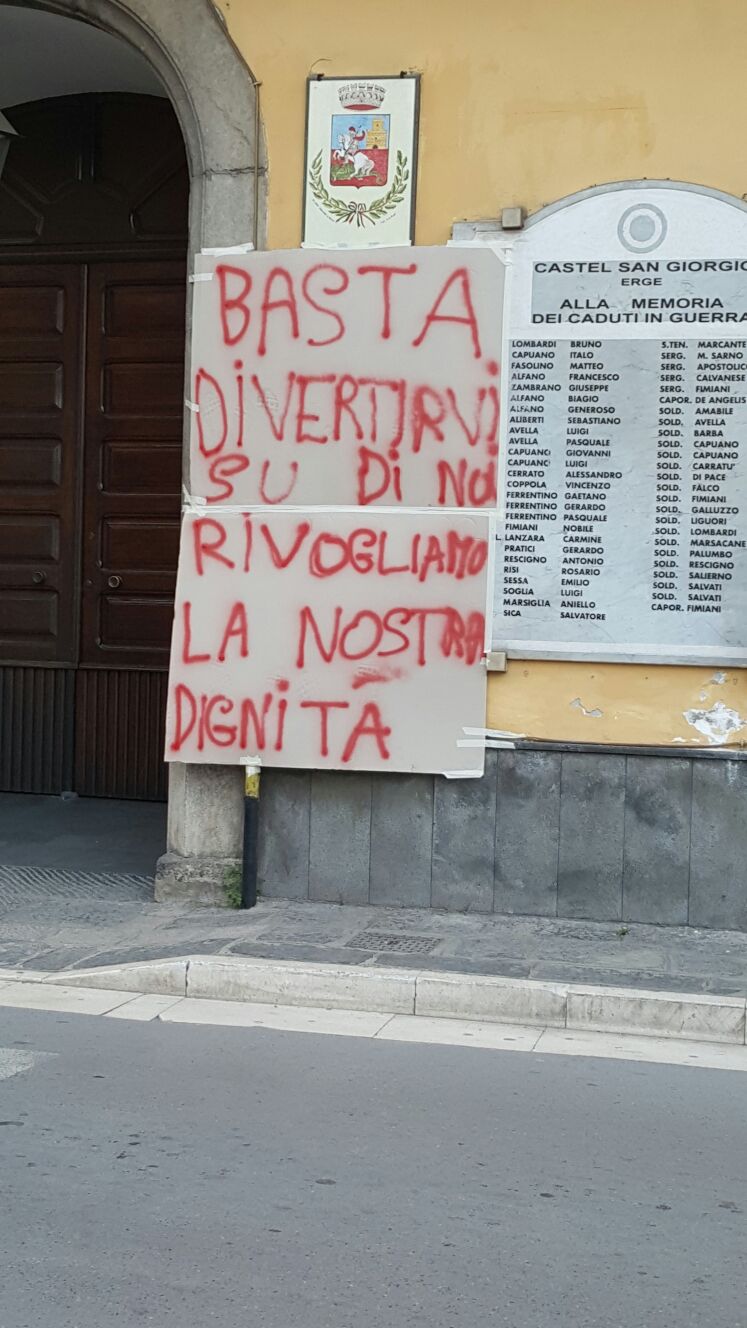 BASTA
DIVERTIRVI
SU DI NOI
RIVOGLIAMO
LA NOSTRA
DIGNITÁ
CASTEL SAN GIORGIO
ERGE
ALLA MEMORIA
DEI CADUTI IN GUERRA
LOMBARDI BRUNO S.TEN. MARCANTE
CAPUANO ITALO SERG. M. SARNO
FASOLINO MATTEO SERG. APOSTOLICO
ALFANO FRANCESCO SERG. CALVANESE
ZAMBRANO GIUSEPPE SERG. FIMIANI
ALFANO BIAGIO CAPOR. DE ANGELIS
ALFANO GENEROSO SOLD. AMABILE
ALIBERTI SEBASTIANO SOLD. AVELLA
AVELLA LUIGI SOLD. BARBA
AVELLA PASQUALE SOLD. CAPUANO
CAPUANO GIOVANNI SOLD. CAPUANO
CAPUANO LUIGI SOLD. CARRATU'
CERRATO ALESSANDRO SOLD. DI PACE
COPPOLA VINCENZO SOLD. FALCO
FERRENTINO GAETANO SOLD. FIMIANI
FERRENTINO GERARDO SOLD. GALLUZZO
FERRENTINO PASQUALE SOLD. LIGUORI
FIMIANI NOBILE SOLD. LOMBARDI
L. LANZARA CARMINE SOLD. MARSACANE
PRATICI GERARDO SOLD. PALUMBO
RESCIGNO ANTONIO SOLD. RESCIGNO
RISI ROSARIO SOLD. SALIERNO
SESSA EMILIO SOLD. SALVATI
SOGLIA LUIGI SOLD. SALVATI
MARSIGLIA ANIELLO CAPOR. FIMIANI
SICA SALVATORE